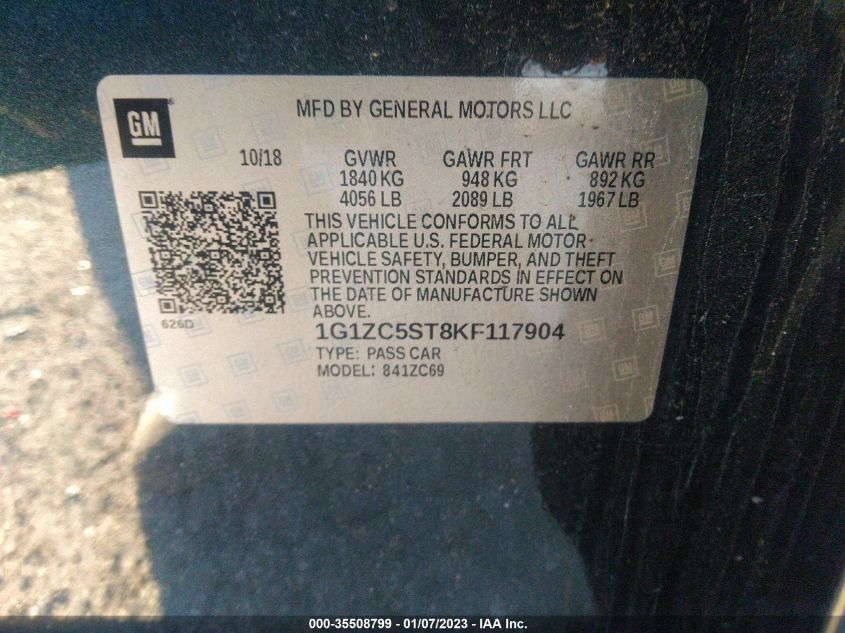 GM
MFD BY GENERAL MOTORS LLC
10/18 GVWR GAWR FRT GAWR RR
1840 KG 948 KG 892 KG
4056 LB 2089 LB 1967 LB
THIS VEHICLE CONFORMS TO ALL
APPLICABLE U.S. FEDERAL MOTOR
VEHICLE SAFETY, BUMPER, AND THEFT
PREVENTION STANDARDS IN EFFECT ON
THE DATE OF MANUFACTURE SHOWN
ABOVE.
626D
1G1ZC5ST8KF117904
TYPE: PASS CAR
MODEL: 841ZC69
000-35508799 - 01/07/2023 - IAA Inc.